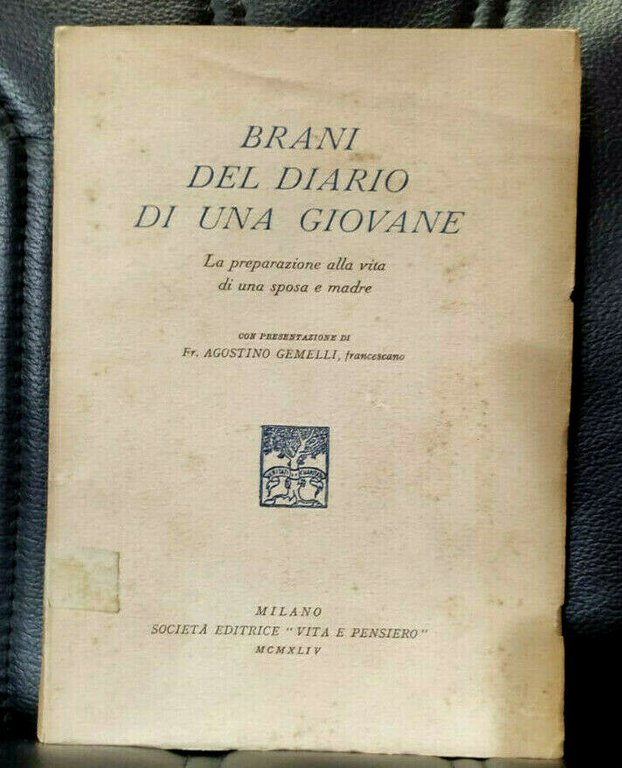 BRANI
DEL DIARIO
DI UNA GIOVANE
La preparazione alla vita
di una sposa e madre
CON PRESENTAZIONE DI
Fr. AGOSTINO GEMELLI, francescano
MILANO
SOCIETÀ EDITRICE "VITA E PENSIERO"
MCMXLIV